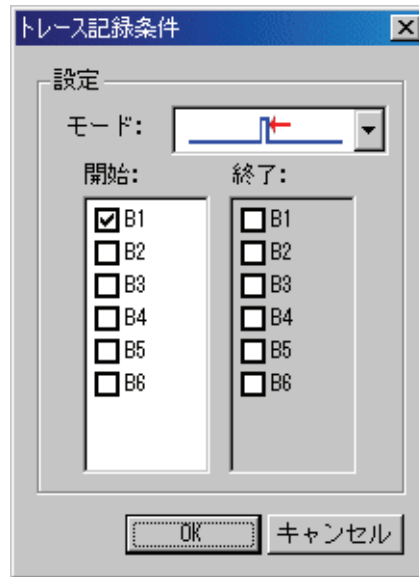 トレース記録条件
設定
モード:
開始: 終了:
B1 B1
B2 B2
B3 B3
B4 B4
B5 B5
B6 B6
OK キャンセル